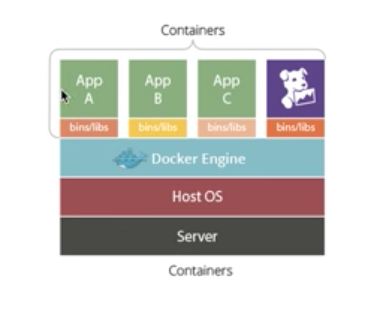 Containers
App App App
A B C
bins/libs bins/libs bins/libs bins/libs
Docker Engine
Host OS
Server
Containers